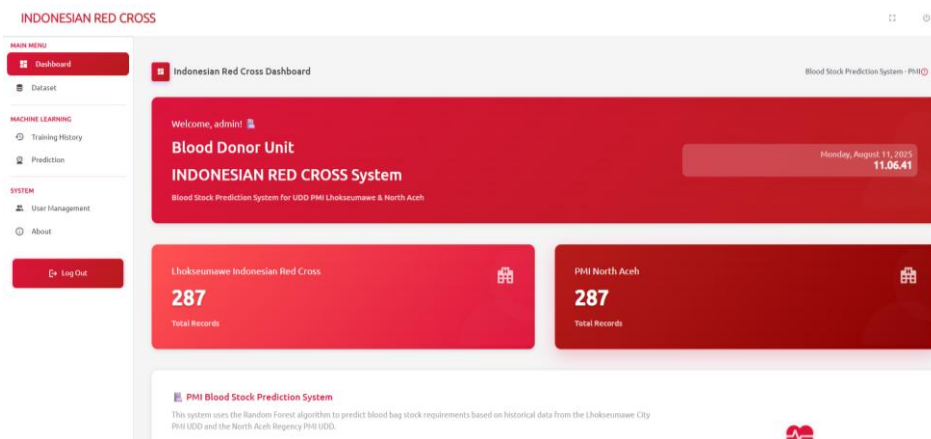 INDONESIAN RED CROSS
MAIN MENU
Dashboard
Dataset
MACHINE LEARNING
Training History
Prediction
SYSTEM
User Management
About
Log Out
Indonesian Red Cross Dashboard
Blood Stock Prediction System - PMI
Welcome, admin!
Blood Donor Unit
INDONESIAN RED CROSS System
Blood Stock Prediction System for UDD PMI Lhokseumawe & North Aceh
Monday, August 11, 2025
11.06.41
Lhokseumawe Indonesian Red Cross
287
Total Records
PMI North Aceh
287
Total Records
PMI Blood Stock Prediction System
This system uses the Random Forest algorithm to predict blood bag stock requirements based on historical data from the Lhokseumawe City
PMI UDD and the North Aceh Regency PMI UDD.